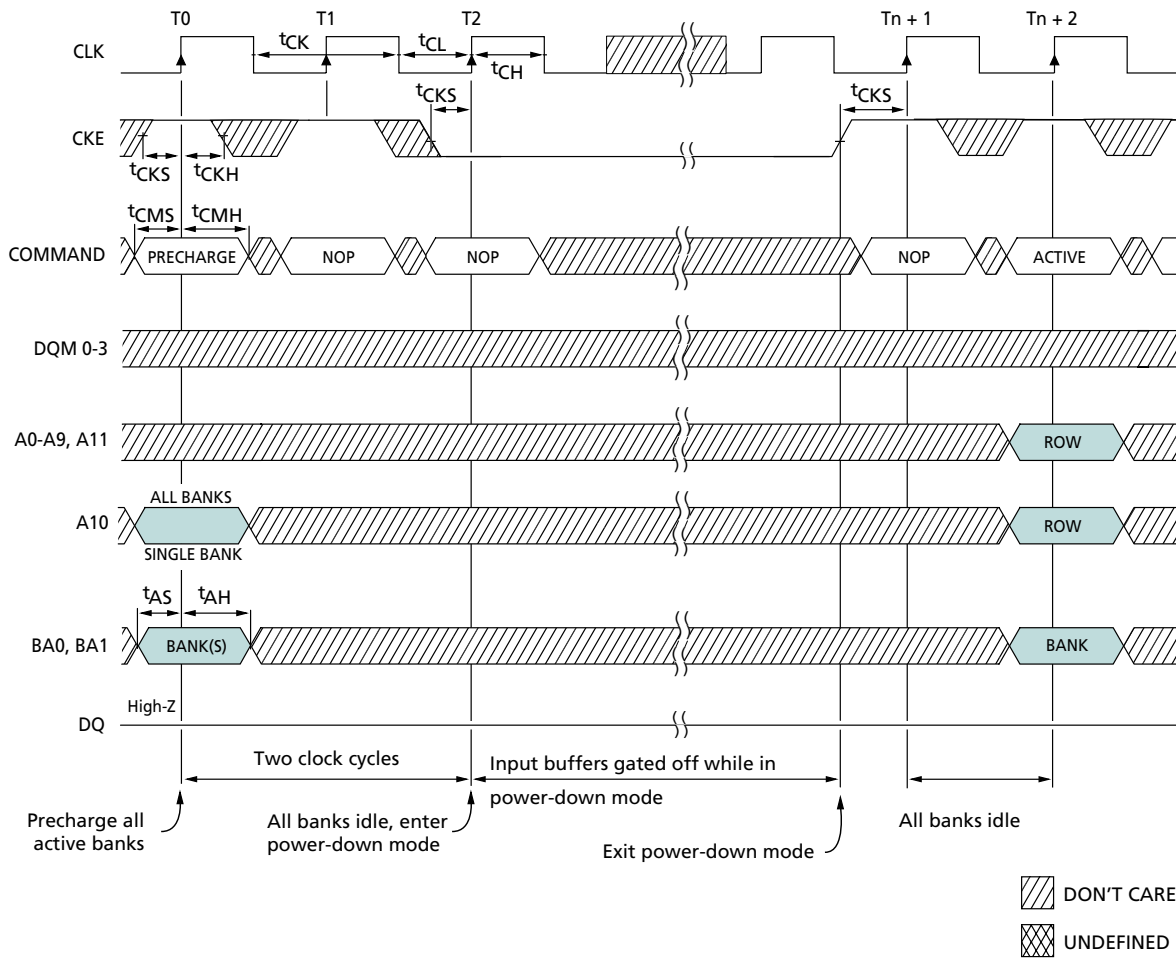 T0 T1 T2 Tn + 1 Tn + 2
CLK
tCK tCL
tCH
tCKS tCKS
CKE
tCKS tCKH
tCMS tCMH
COMMAND PRECHARGE NOP NOP NOP ACTIVE
DQM 0-3
A0-A9, A11 ROW
ALL BANKS
A10 ROW
SINGLE BANK
tAS tAH
BA0, BA1 BANK(S) BANK
High-Z
DQ
Two clock cycles
Input buffers gated off while in
power-down mode
Precharge all
active banks
All banks idle, enter
power-down mode
Exit power-down mode
All banks idle
DON'T CARE
UNDEFINED